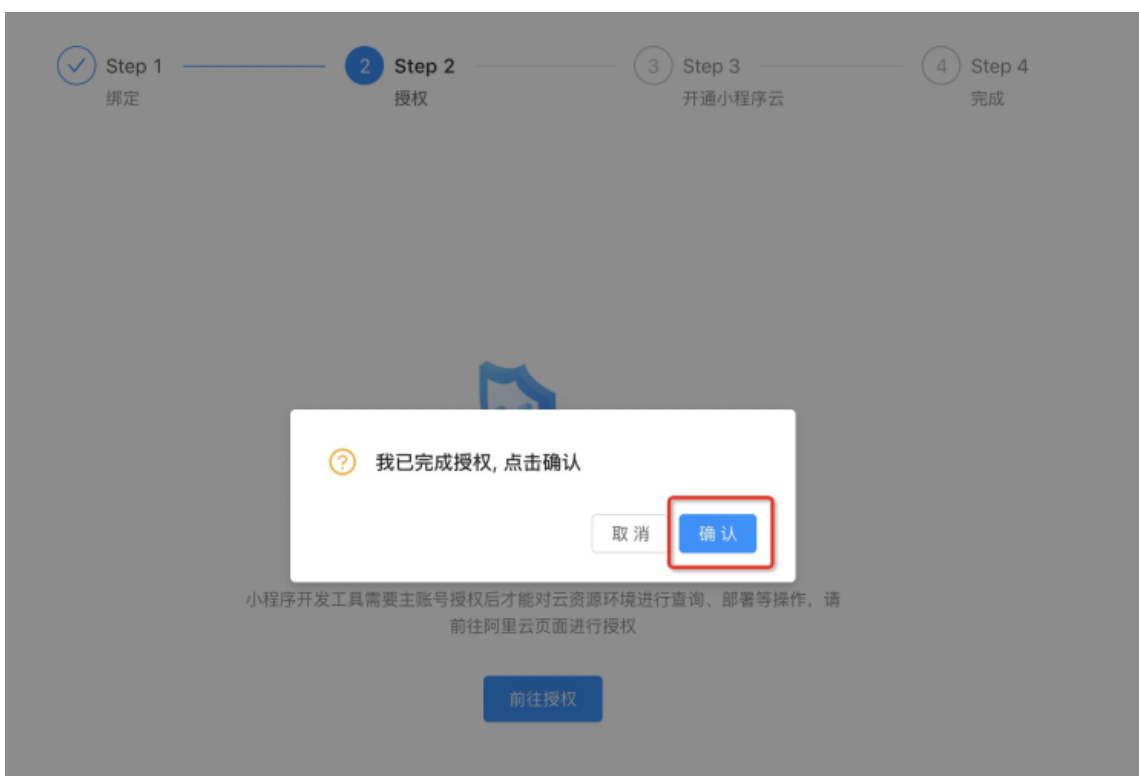 Step 1
绑定
2 Step 2
授权
3 Step 3
开通小程序云
4 Step 4
完成
? 我已完成授权, 点击确认
取 消
确 认
小程序开发工具需要主账号授权后才能对云资源环境进行查询、部署等操作，请
前往阿里云页面进行授权
前往授权